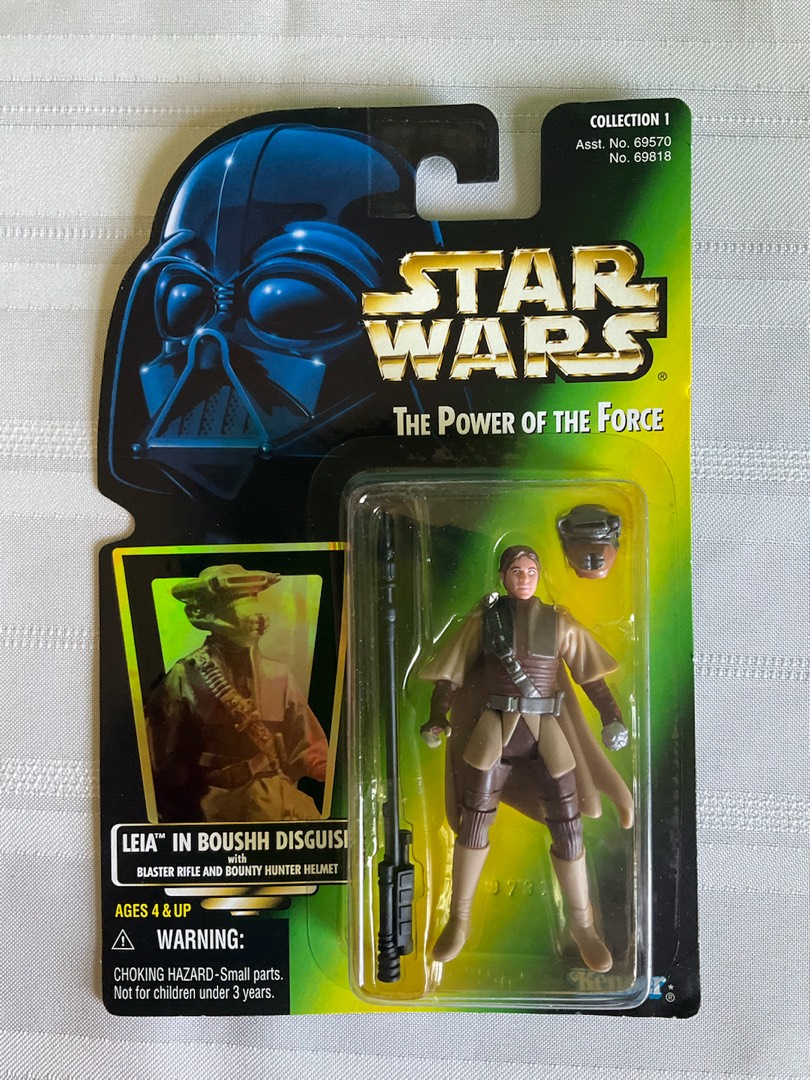 COLLECTION 1
Asst. No. 69570
No. 69818
STAR
WARS®
THE POWER OF THE FORCE
LEIA™ IN BOUSHH DISGUISE
with
BLASTER RIFLE AND BOUNTY HUNTER HELMET
AGES 4 & UP
⚠ WARNING:
CHOKING HAZARD-Small parts.
Not for children under 3 years.
Kenner*®